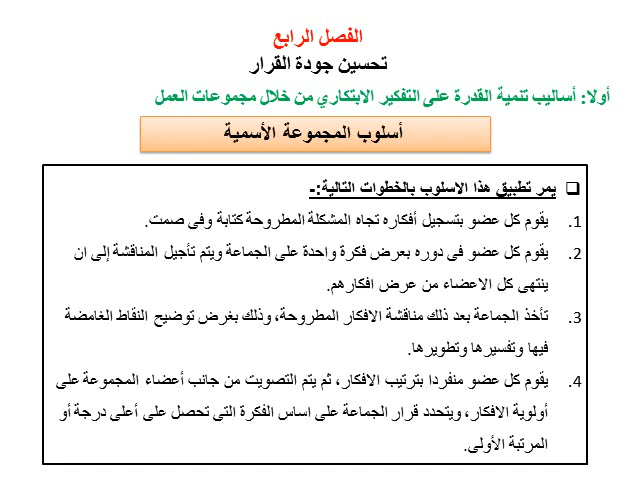 الفصل الرابع
تحسين جودة القرار
أولا: أساليب تنمية القدرة على التفكير الابتكاري من خلال مجموعات العمل
أسلوب المجموعة الأسمية
❑ يمر تطبيق هذا الاسلوب بالخطوات التالية:-
1. يقوم كل عضو بتسجيل أفكاره تجاه المشكلة المطروحة كتابة وفى صمت.
2. يقوم كل عضو فى دوره بعرض فكرة واحدة على الجماعة ويتم تأجيل المناقشة إلى ان
ينتهى كل الاعضاء من عرض افكارهم.
3. تأخذ الجماعة بعد ذلك مناقشة الافكار المطروحة، وذلك بغرض توضيح النقاط الغامضة
فيها وتفسيرها وتطويرها.
4. يقوم كل عضو منفردا بترتيب الافكار، ثم يتم التصويت من جانب أعضاء المجموعة على
أولوية الافكار، ويتحدد قرار الجماعة على اساس الفكرة التى تحصل على أعلى درجة أو
المرتبة الأولى.